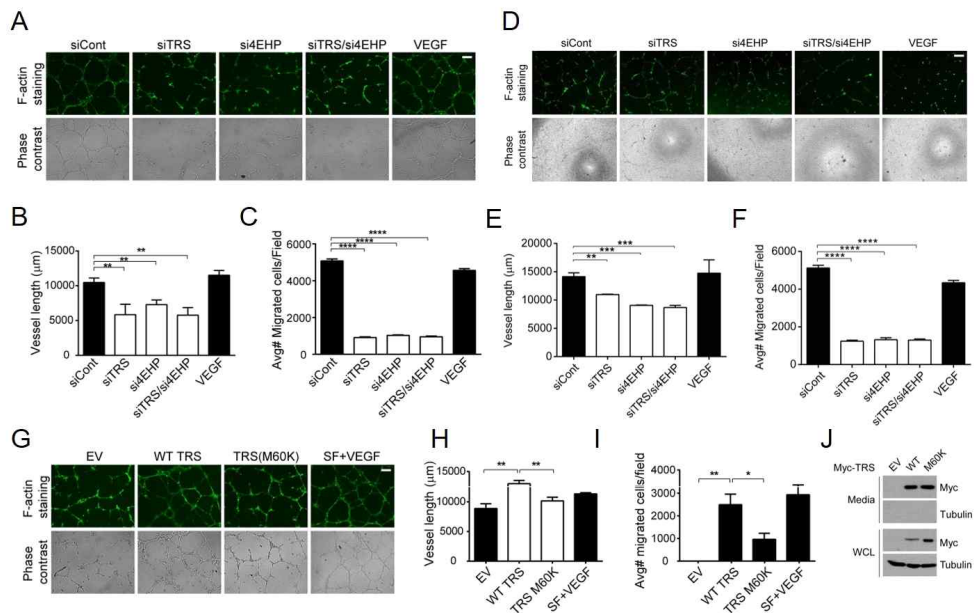 A
siCont siTRS si4EHP siTRS/si4EHP VEGF
F-actin
staining
Phase
contrast
D
siCont siTRS si4EHP siTRS/si4EHP VEGF
F-actin
staining
Phase
contrast
B
Vessel length (μm)
15000
10000
5000
0
**
**
**
siCont
siTRS
si4EHP
siTRS/si4EHP
VEGF
C
Avg# Migrated cells/Field
6000
4000
2000
0
****
****
****
siCont
siTRS
si4EHP
siTRS/si4EHP
VEGF
E
Vessel length (μm)
20000
15000
10000
5000
0
***
***
**
siCont
siTRS
si4EHP
siTRS/si4EHP
VEGF
F
Avg# Migrated cells/Field
6000
4000
2000
0
****
****
****
siCont
siTRS
si4EHP
siTRS/si4EHP
VEGF
G
EV WT TRS TRS(M60K) SF+VEGF
F-actin
staining
Phase
contrast
H
Vessel length (μm)
15000
10000
5000
0
** **
EV
WT TRS
TRS M60K
SF+VEGF
I
Avg# migrated cells/field
4000
3000
2000
1000
0
** *
EV
WT TRS
TRS M60K
SF+VEGF
J
Myc-TRS EV WT M60K
Media
Myc
Tubulin
WCL
Myc
Tubulin